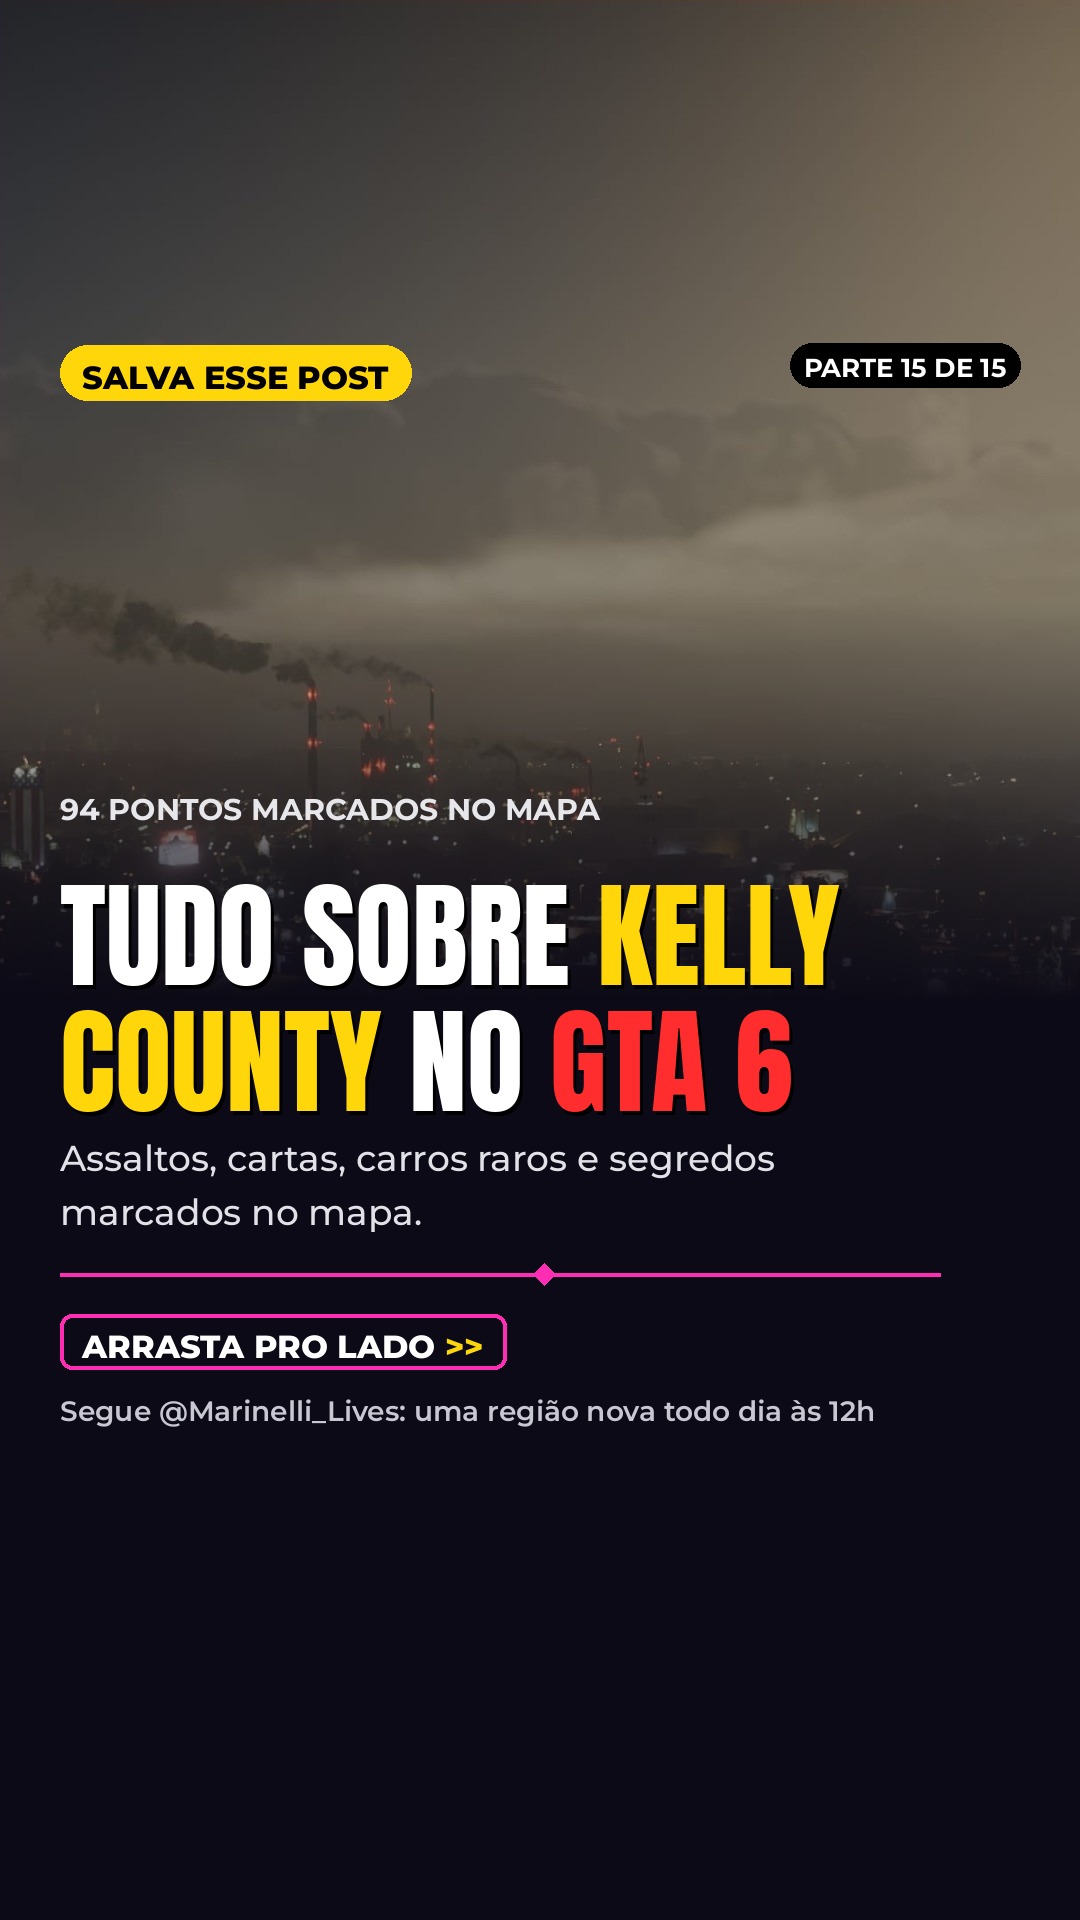 SALVA ESSE POST
PARTE 15 DE 15
94 PONTOS MARCADOS NO MAPA
TUDO SOBRE KELLY
COUNTY NO GTA 6
Assaltos, cartas, carros raros e segredos
marcados no mapa.
ARRASTA PRO LADO >>
Segue @Marinelli_Lives: uma região nova todo dia às 12h